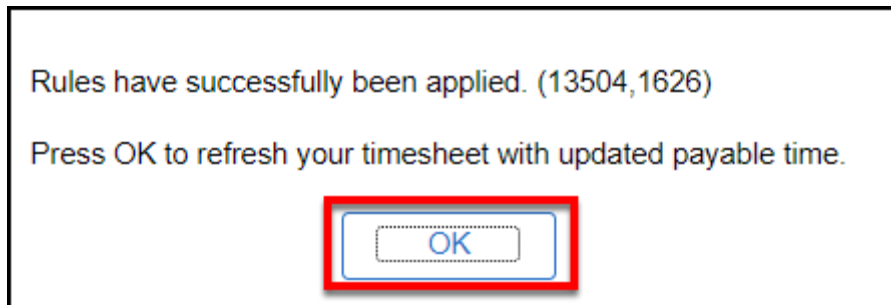 Rules have successfully been applied. (13504,1626)
Press OK to refresh your timesheet with updated payable time.
OK